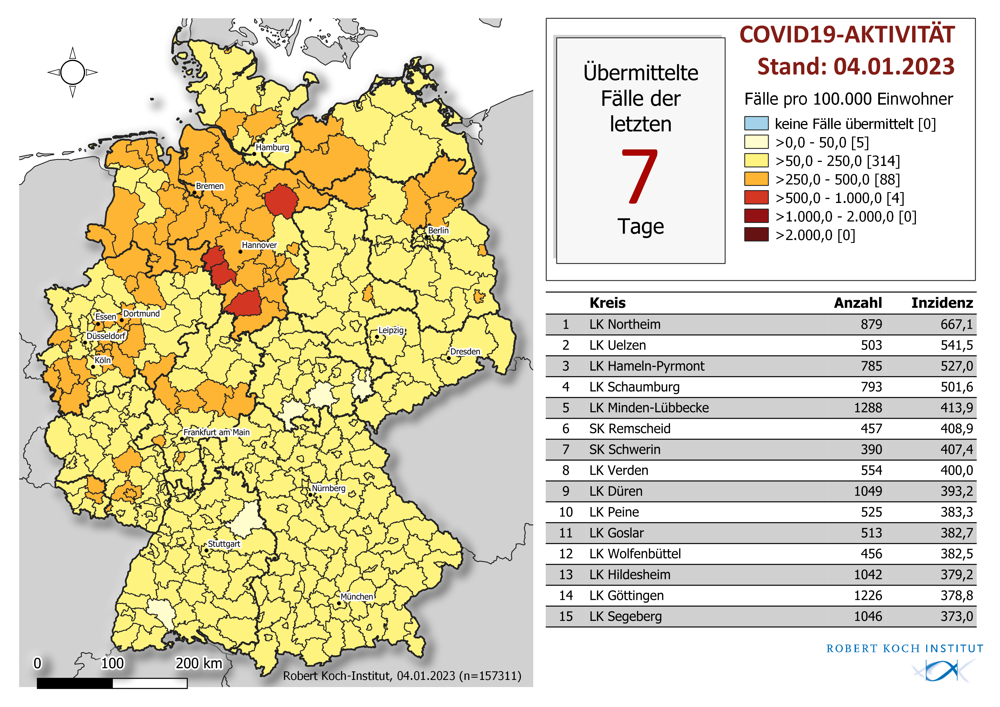 Hamburg
Bremen
Berlin
Hannover
Essen
Dortmund
Düsseldorf
Leipzig
Köln
Dresden
Frankfurt am Main
Nürnberg
Stuttgart
München
0 100 200 km
Robert Koch-Institut, 04.01.2023 (n=157311)
COVID19-AKTIVITÄT
Stand: 04.01.2023
Übermittelte
Fälle der
letzten
7
Tage
Fälle pro 100.000 Einwohner
keine Fälle übermittelt [0]
>0,0 - 50,0 [5]
>50,0 - 250,0 [314]
>250,0 - 500,0 [88]
>500,0 - 1.000,0 [4]
>1.000,0 - 2.000,0 [0]
>2.000,0 [0]
Kreis Anzahl Inzidenz
1 LK Northeim 879 667,1
2 LK Uelzen 503 541,5
3 LK Hameln-Pyrmont 785 527,0
4 LK Schaumburg 793 501,6
5 LK Minden-Lübbecke 1288 413,9
6 SK Remscheid 457 408,9
7 SK Schwerin 390 407,4
8 LK Verden 554 400,0
9 LK Düren 1049 393,2
10 LK Peine 525 383,3
11 LK Goslar 513 382,7
12 LK Wolfenbüttel 456 382,5
13 LK Hildesheim 1042 379,2
14 LK Göttingen 1226 378,8
15 LK Segeberg 1046 373,0
ROBERT KOCH INSTITUT